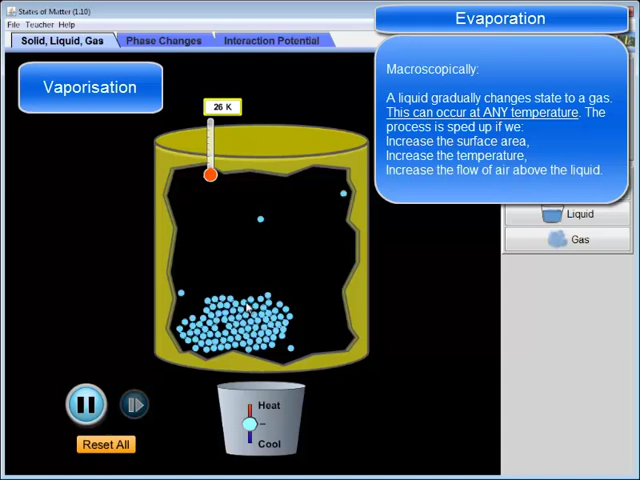 States of Matter (1.10)
File Teacher Help
Solid, Liquid, Gas
Phase Changes
Interaction Potential
Evaporation
Vaporisation
Macroscopically:
A liquid gradually changes state to a gas.
This can occur at ANY temperature. The
process is sped up if we:
Increase the surface area,
Increase the temperature,
Increase the flow of air above the liquid.
26 K
Liquid
Gas
Heat
Cool
Reset All